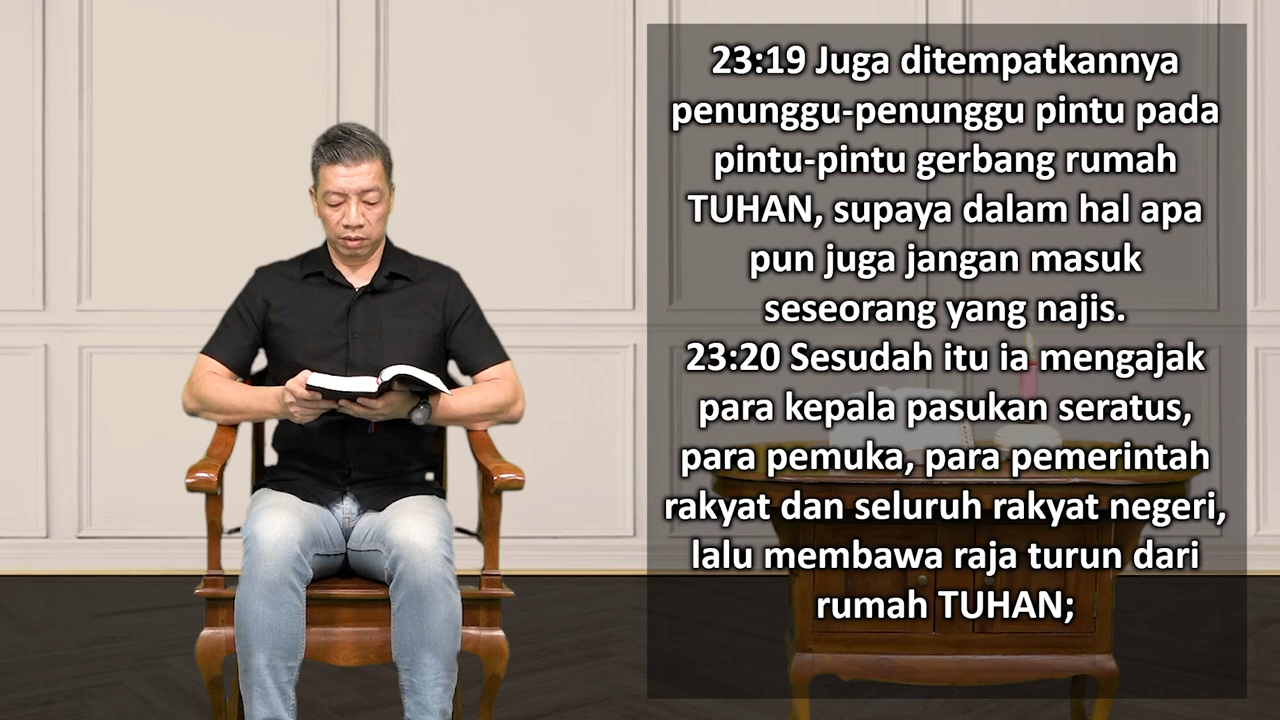 23:19 Juga ditempatkannya
penunggu-penunggu pintu pada
pintu-pintu gerbang rumah
TUHAN, supaya dalam hal apa
pun juga jangan masuk
seseorang yang najis.
23:20 Sesudah itu ia mengajak
para kepala pasukan seratus,
para pemuka, para pemerintah
rakyat dan seluruh rakyat negeri,
lalu membawa raja turun dari
rumah TUHAN;